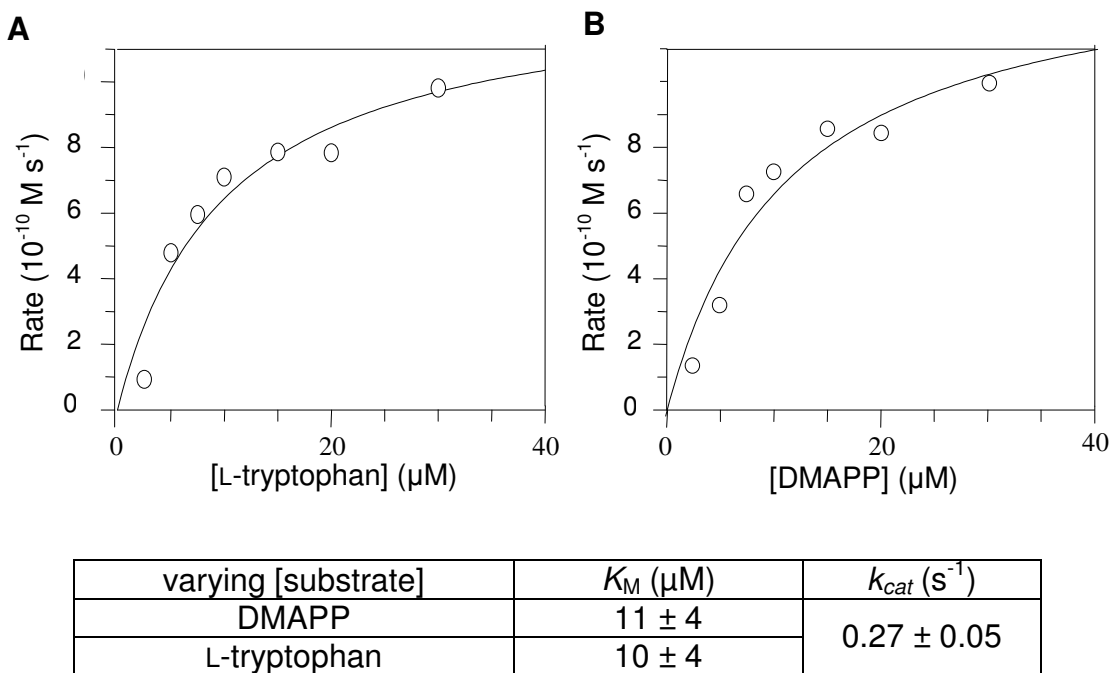 A
B
8
6
4
2
0
Rate (10⁻¹⁰ M s⁻¹)
0
20
40
[L-tryptophan] (µM)
8
6
4
2
0
Rate (10⁻¹⁰ M s⁻¹)
0
20
40
[DMAPP] (µM)
varying [substrate] K_M (µM) k_cat (s⁻¹)
DMAPP 11 ± 4 0.27 ± 0.05
L-tryptophan 10 ± 4